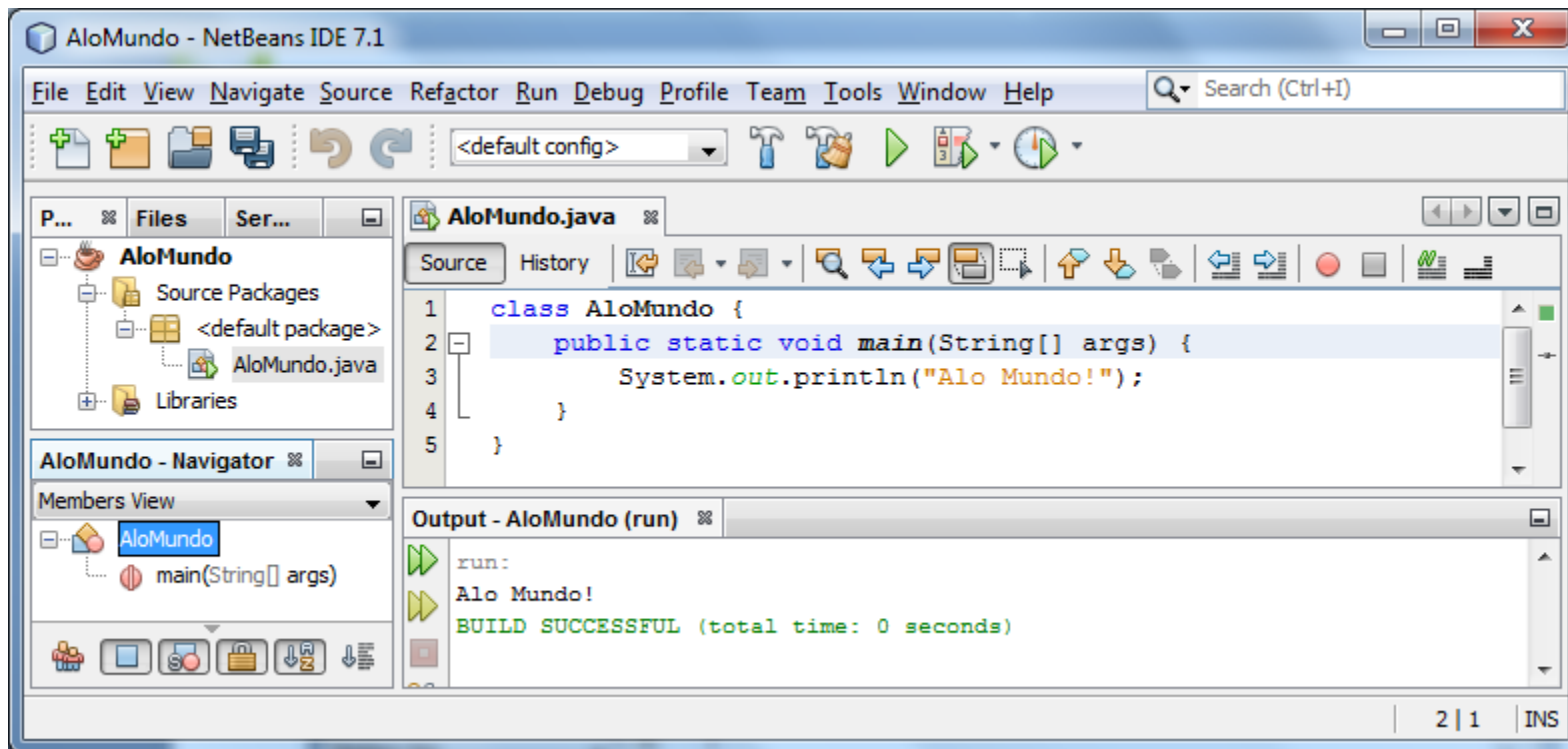 AloMundo - NetBeans IDE 7.1
File Edit View Navigate Source Refactor Run Debug Profile Team Tools Window Help
Search (Ctrl+I)
<default config>
P... Files Ser...
AloMundo
Source Packages
<default package>
AloMundo.java
Libraries
AloMundo - Navigator
Members View
AloMundo
main(String[] args)
AloMundo.java
Source History
1 class AloMundo {
2 public static void main(String[] args) {
3 System.out.println("Alo Mundo!");
4 }
5 }
Output - AloMundo (run)
run:
Alo Mundo!
BUILD SUCCESSFUL (total time: 0 seconds)
2 | 1 INS